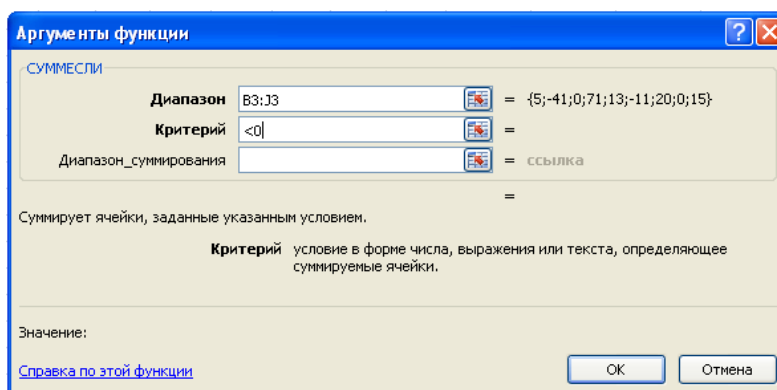 Аргументы функции
СУММЕСЛИ
Диапазон B3:J3 = {5;-41;0;71;13;-11;20;0;15}
Критерий <0 =
Диапазон_суммирования = ссылка
=
Суммирует ячейки, заданные указанным условием.
Критерий условие в форме числа, выражения или текста, определяющее
суммируемые ячейки.
Значение:
Справка по этой функции
ОК Отмена